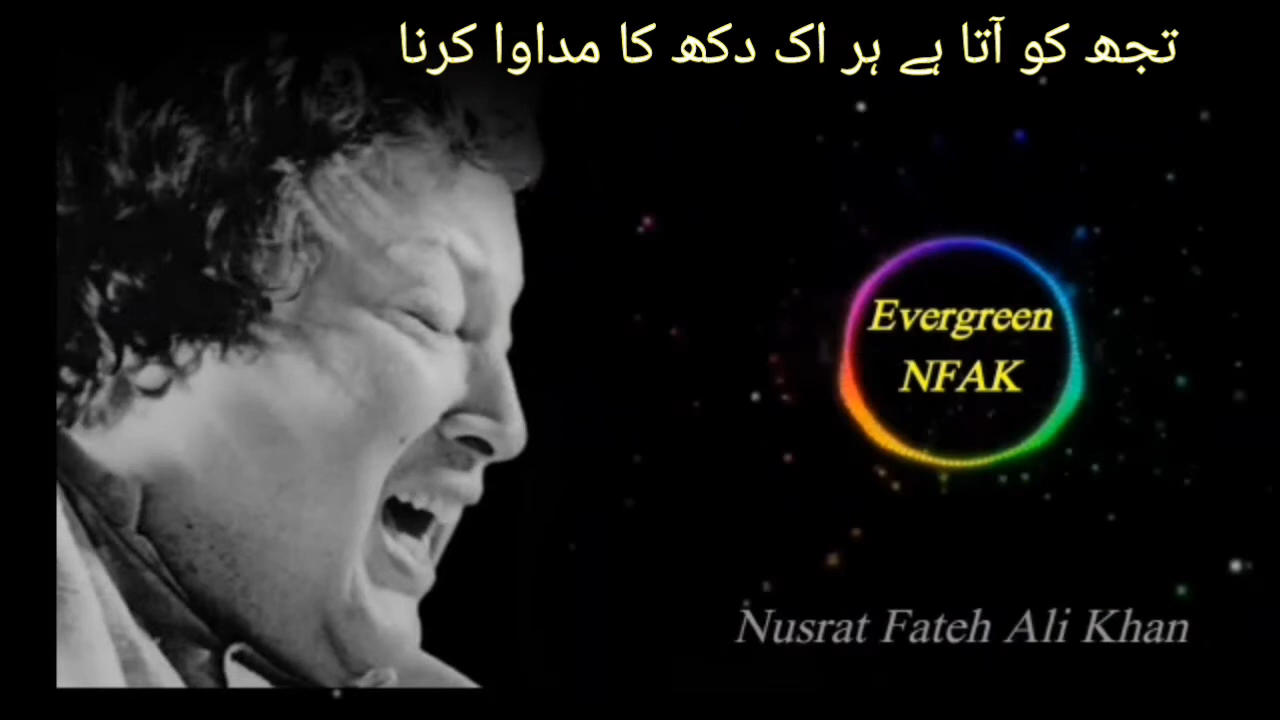 تجھ کو آتا ہے ہر اک دکھ کا مداوا کرنا
Evergreen
NFAK
Nusrat Fateh Ali Khan